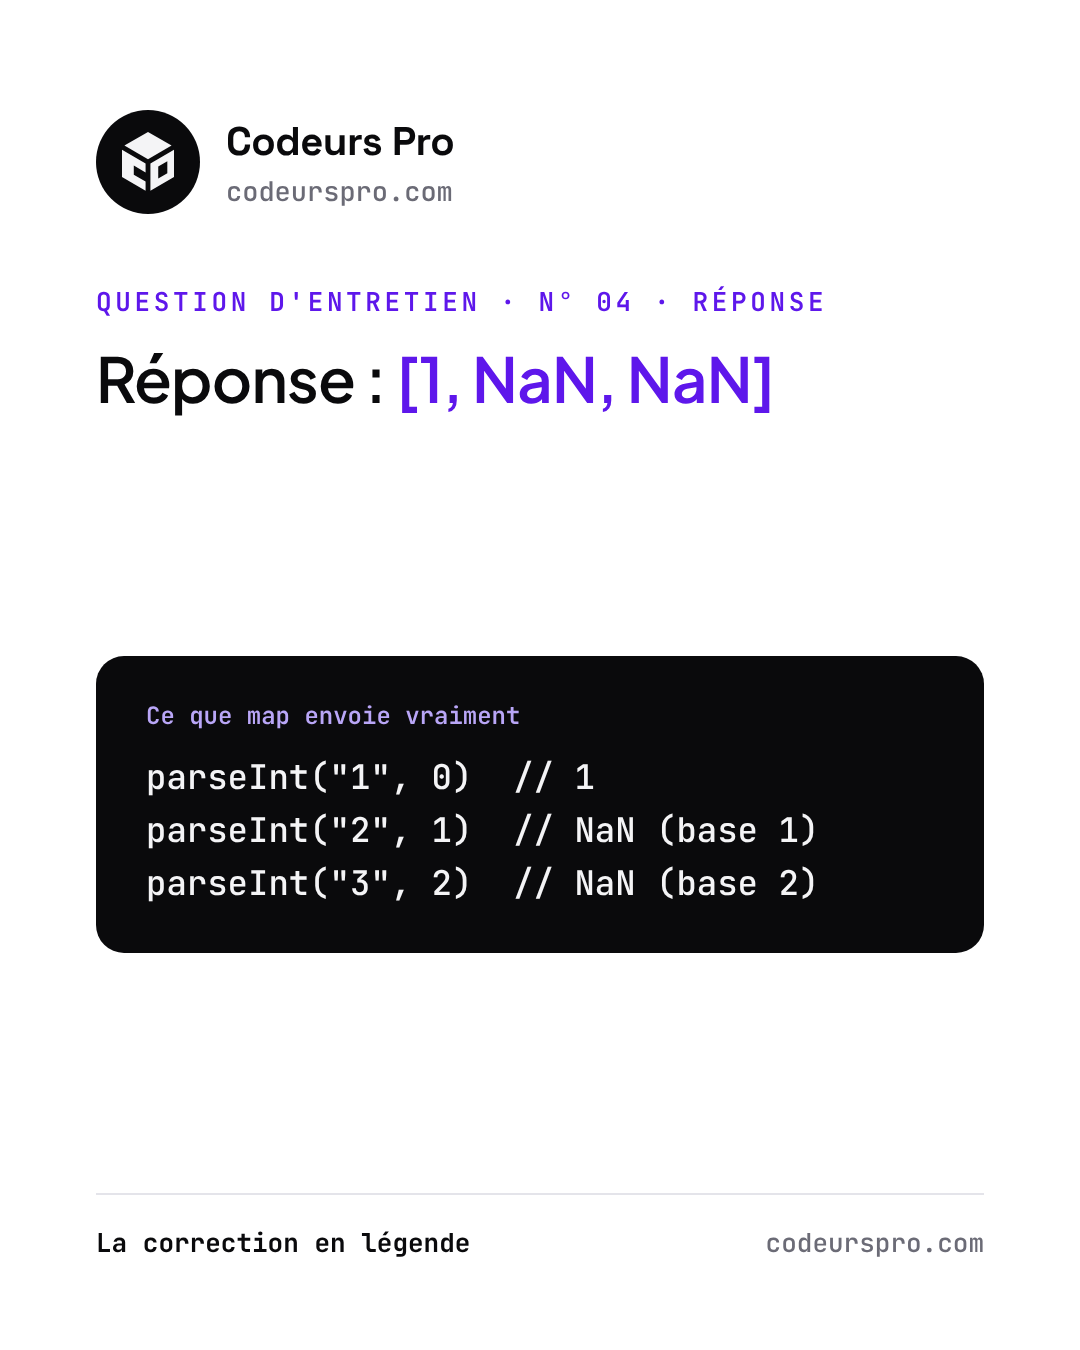 Codeurs Pro
codeurspro.com
QUESTION D'ENTRETIEN · N° 04 · RÉPONSE
Réponse : [1, NaN, NaN]
Ce que map envoie vraiment
parseInt("1", 0)  // 1
parseInt("2", 1)  // NaN (base 1)
parseInt("3", 2)  // NaN (base 2)
La correction en légende
codeurspro.com